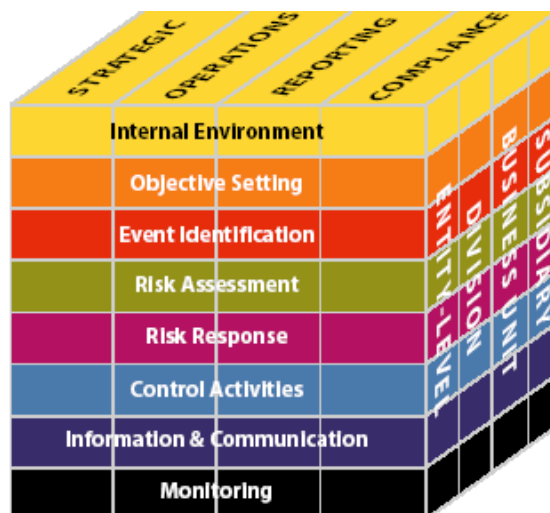 STRATEGIC
OPERATIONS
REPORTING
COMPLIANCE
Internal Environment
Objective Setting
Event Identification
Risk Assessment
Risk Response
Control Activities
Information & Communication
Monitoring
ENTITY-LEVEL
DIVISION
BUSINESS UNIT
SUBSIDIARY